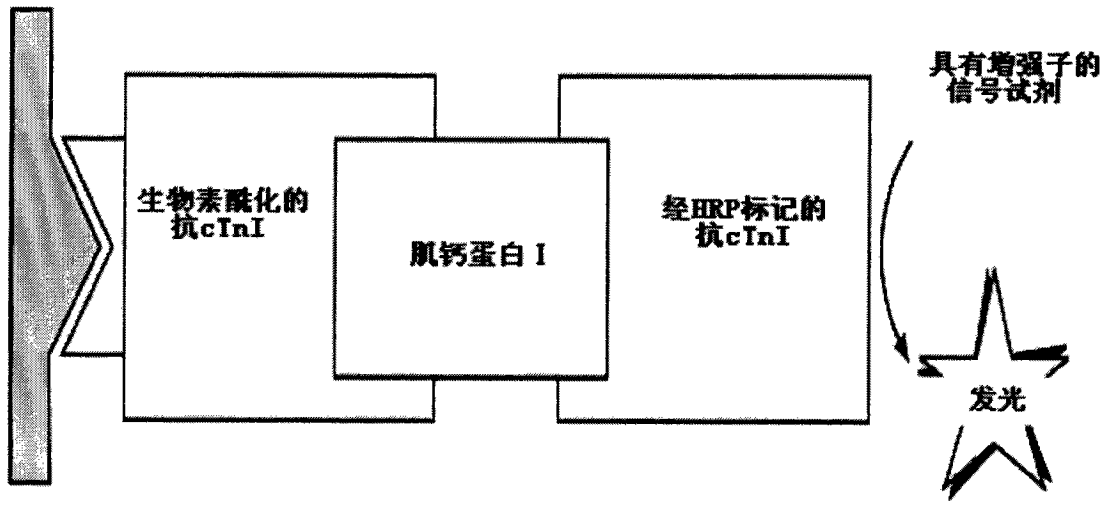 具有增强子的
信号试剂
生物素酰化的
抗cTnI
肌钙蛋白 I
经HRP标记的
抗cTnI
发光